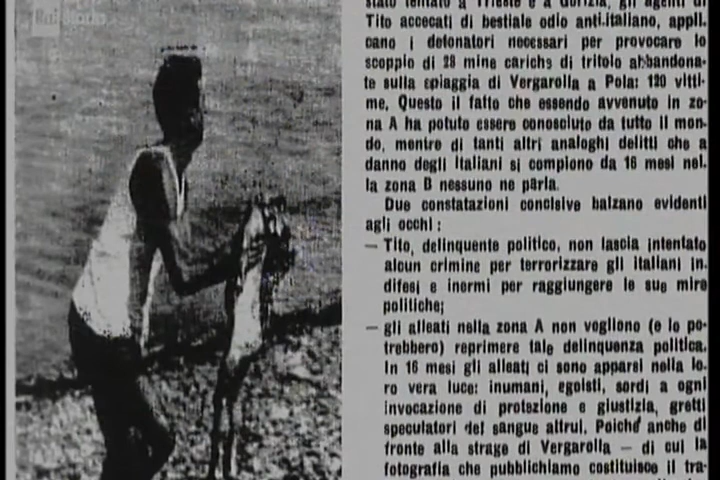 Rai Storia
stato tentato a Trieste e a Gorizia, gli agenti di
Tito accecati di bestiale odio anti-italiano, appli-
cano i detonatori necessari per provocare lo
scoppio di 28 mine cariche di tritolo abbandona-
te sulla spiaggia di Vergarolla a Pola: 120 vitti-
me. Questo il fatto che essendo avvenuto in zo-
na A ha potuto essere conosciuto da tutto il mon-
do, mentre di tanti altri analoghi delitti che a
danno degli Italiani si compiono da 16 mesi nel-
la zona B nessuno ne parla.
Due constatazioni concisive balzano evidenti
agli occhi :
— Tito, delinquente politico, non lascia intentato
alcun crimine per terrorizzare gli italiani in-
difesi e inermi per raggiungere le sue mire
politiche;
— gli alleati nella zona A non vogliono (e lo po-
trebbero) reprimere tale delinquenza politica.
In 16 mesi gli alleati ci sono apparsi nella lo-
ro vera luce: inumani, egoisti, sordi a ogni
invocazione di protezione e giustizia, gretti
speculatori del sangue altrui. Poiché anche di
fronte alla strage di Vergarolla — di cui la
fotografia che pubblichiamo costituisce il tra-